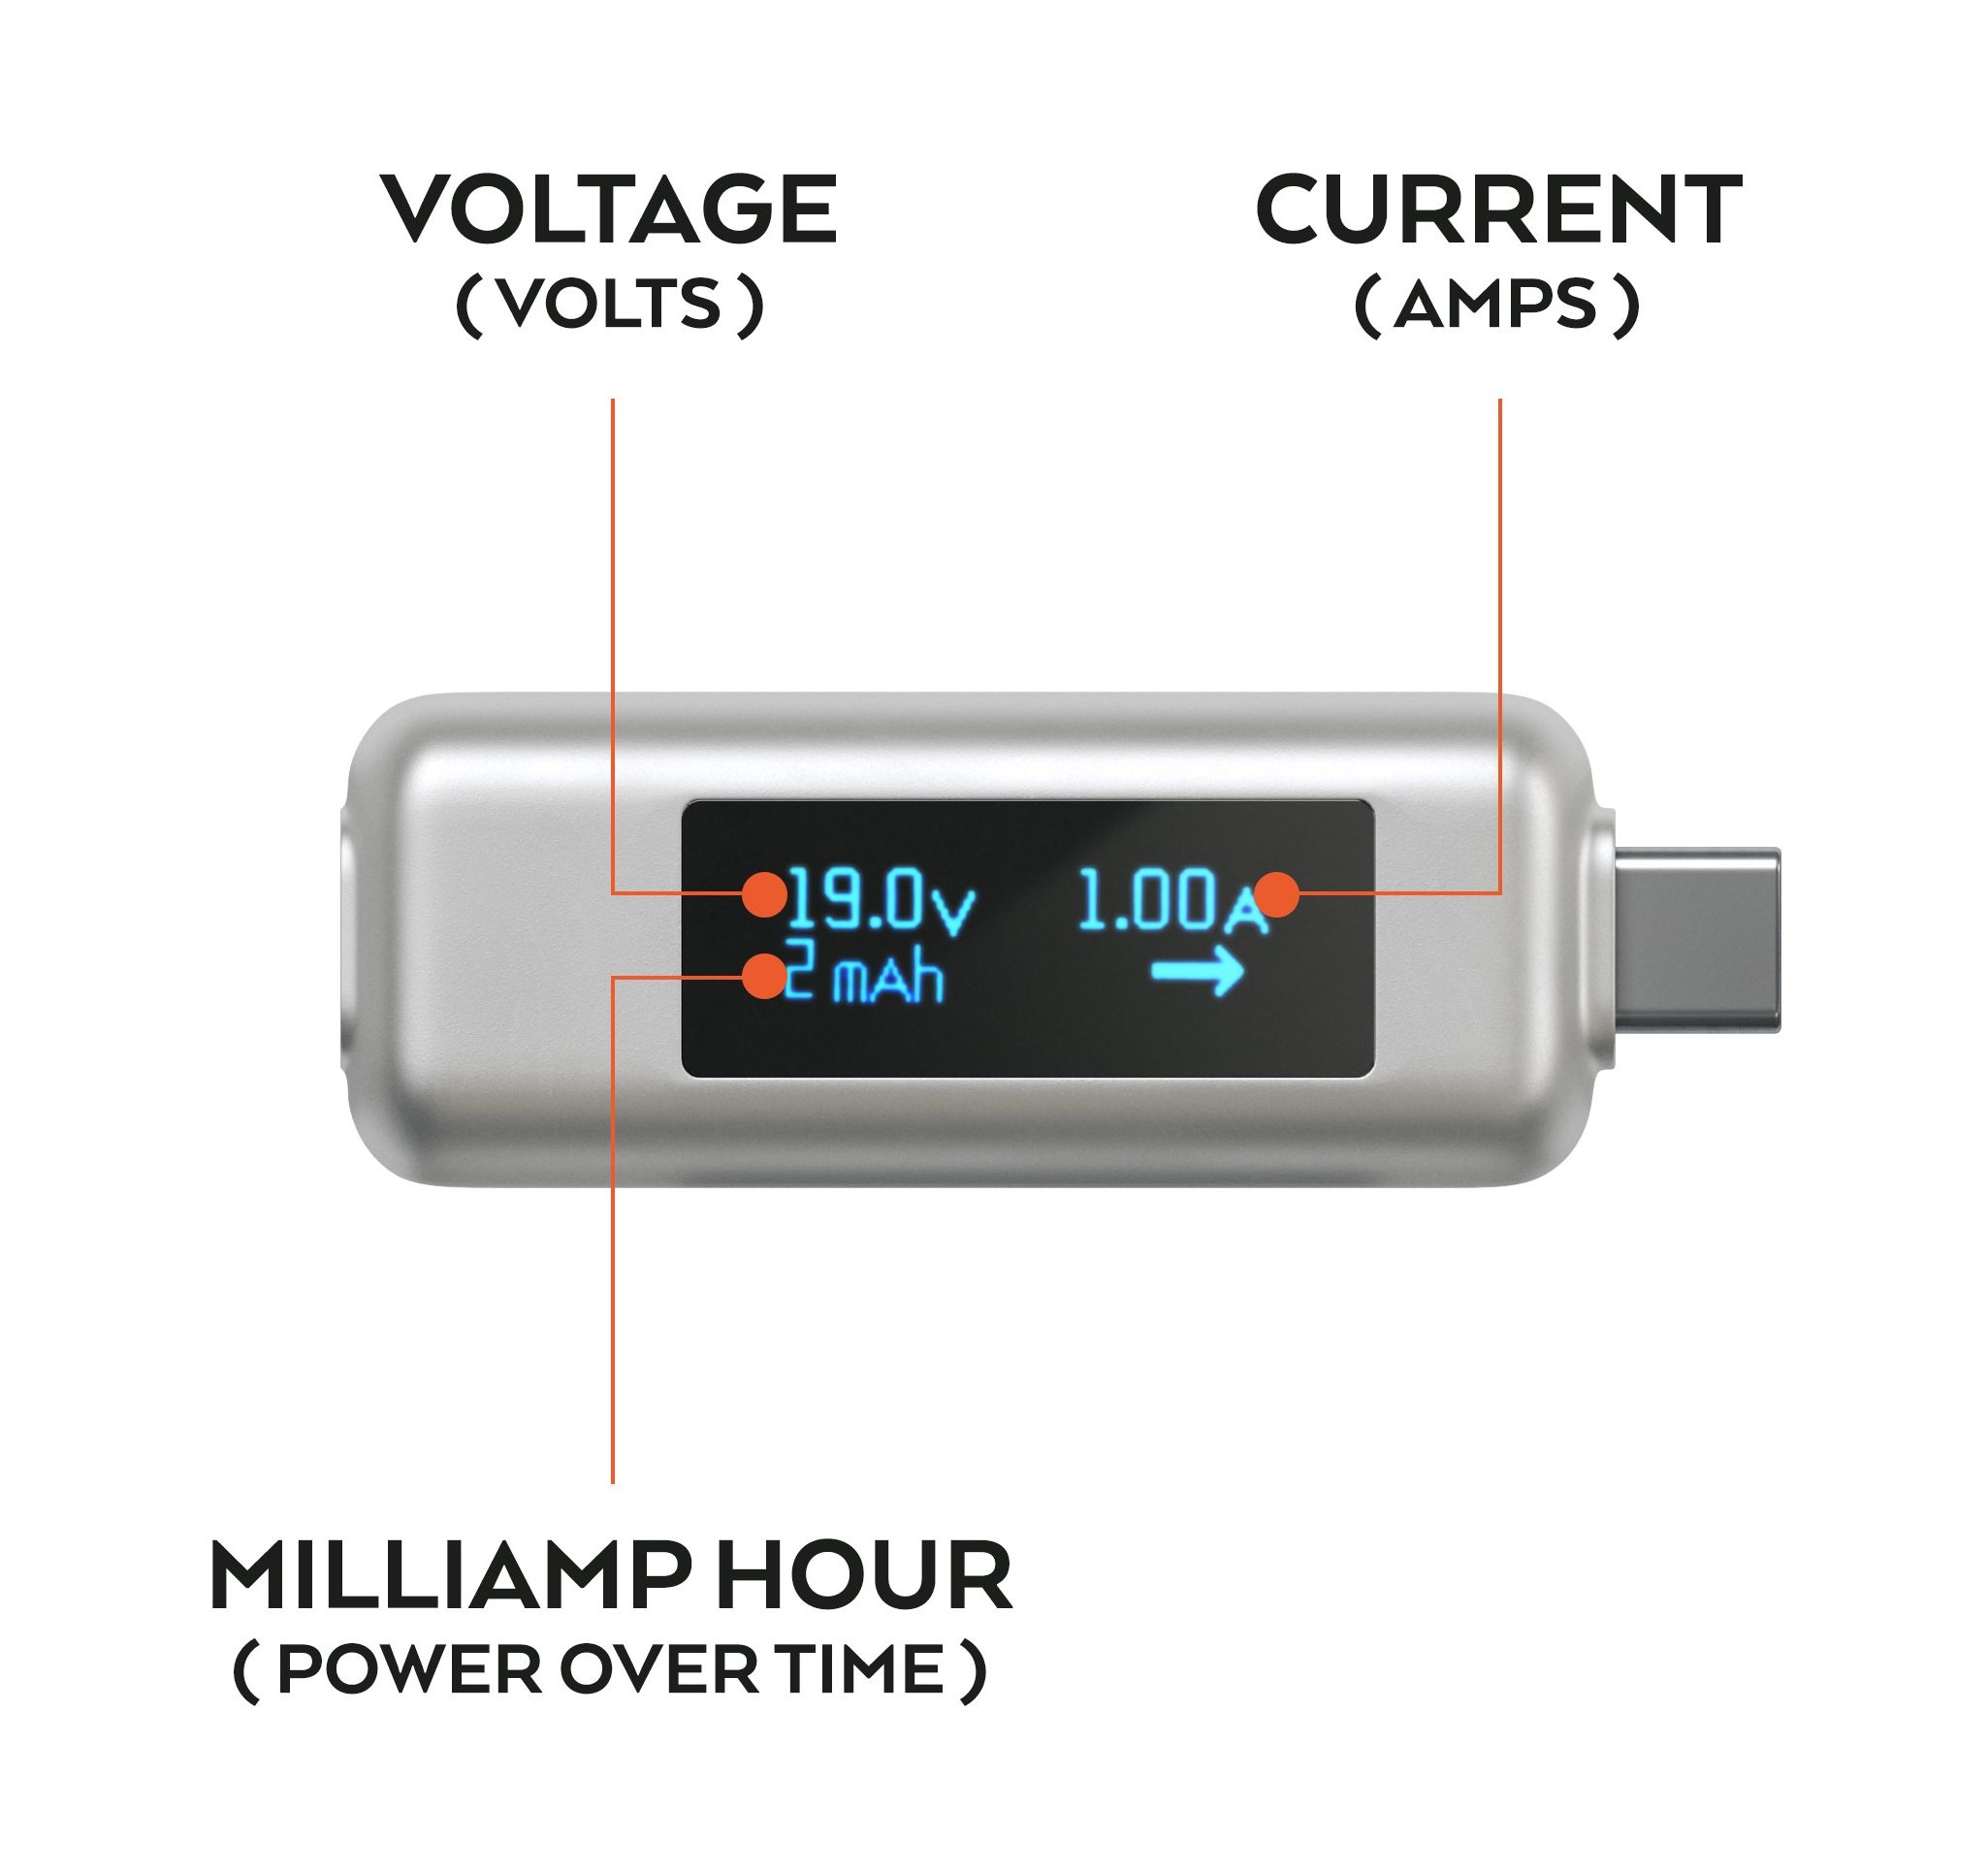 VOLTAGE
(VOLTS)
CURRENT
(AMPS)
19.0V
1.00A
2 mAh
→
MILLIAMP HOUR
(POWER OVER TIME)